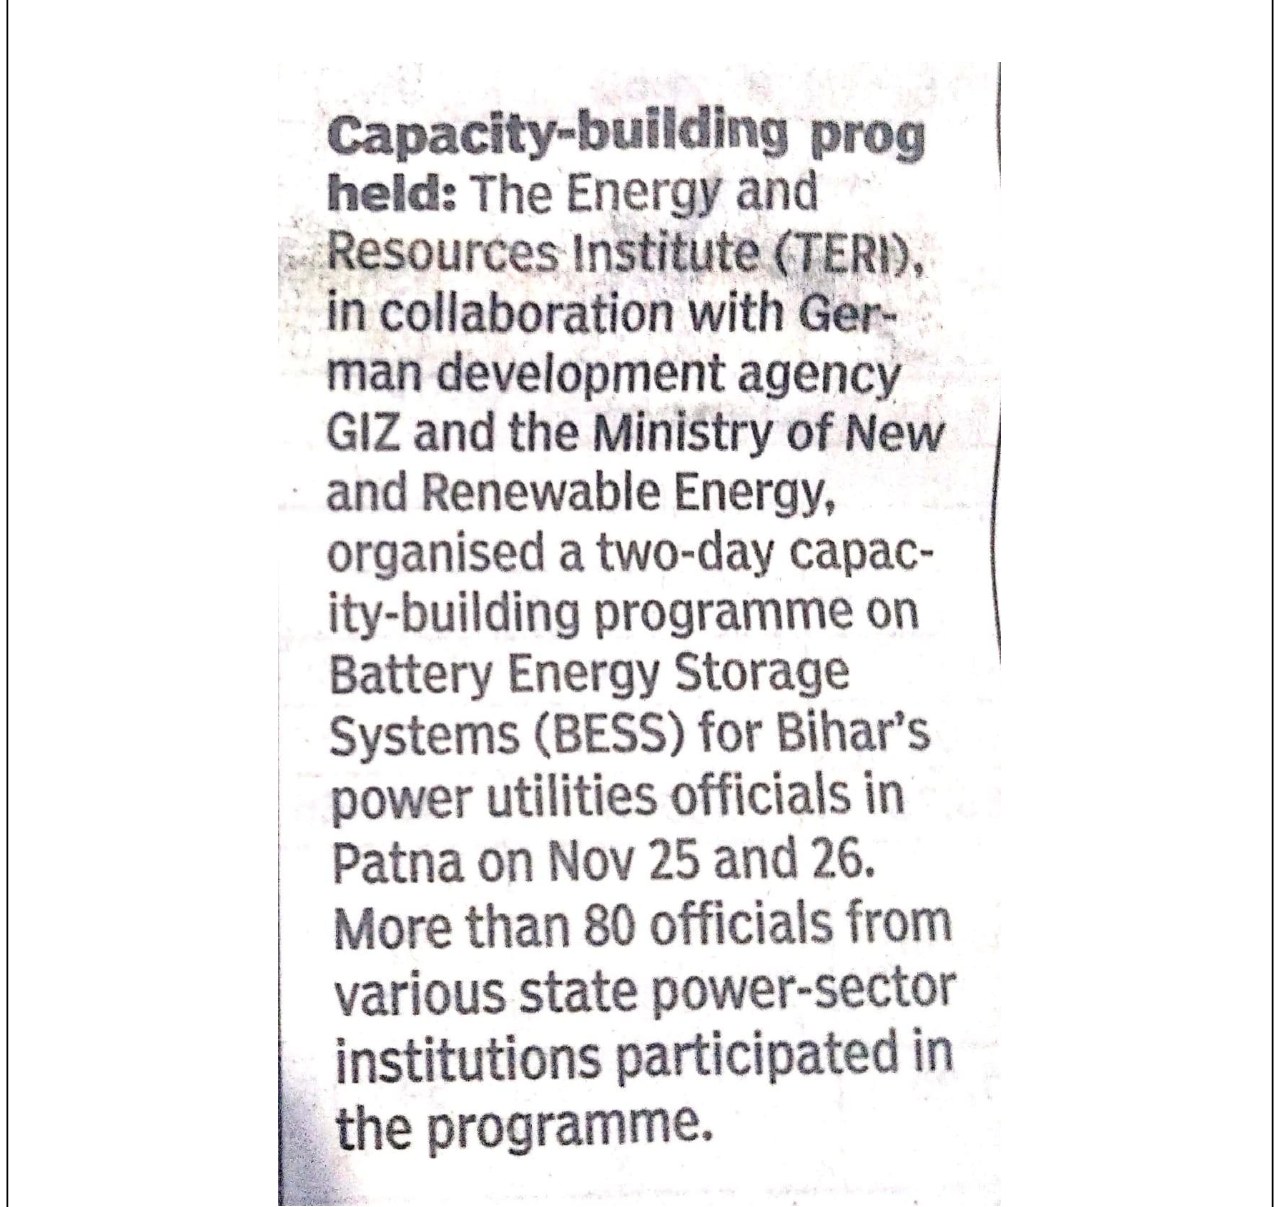 Capacity-building prog
held: The Energy and
Resources Institute (TERI),
in collaboration with Ger-
man development agency
GIZ and the Ministry of New
and Renewable Energy,
organised a two-day capac-
ity-building programme on
Battery Energy Storage
Systems (BESS) for Bihar's
power utilities officials in
Patna on Nov 25 and 26.
More than 80 officials from
various state power-sector
institutions participated in
the programme.